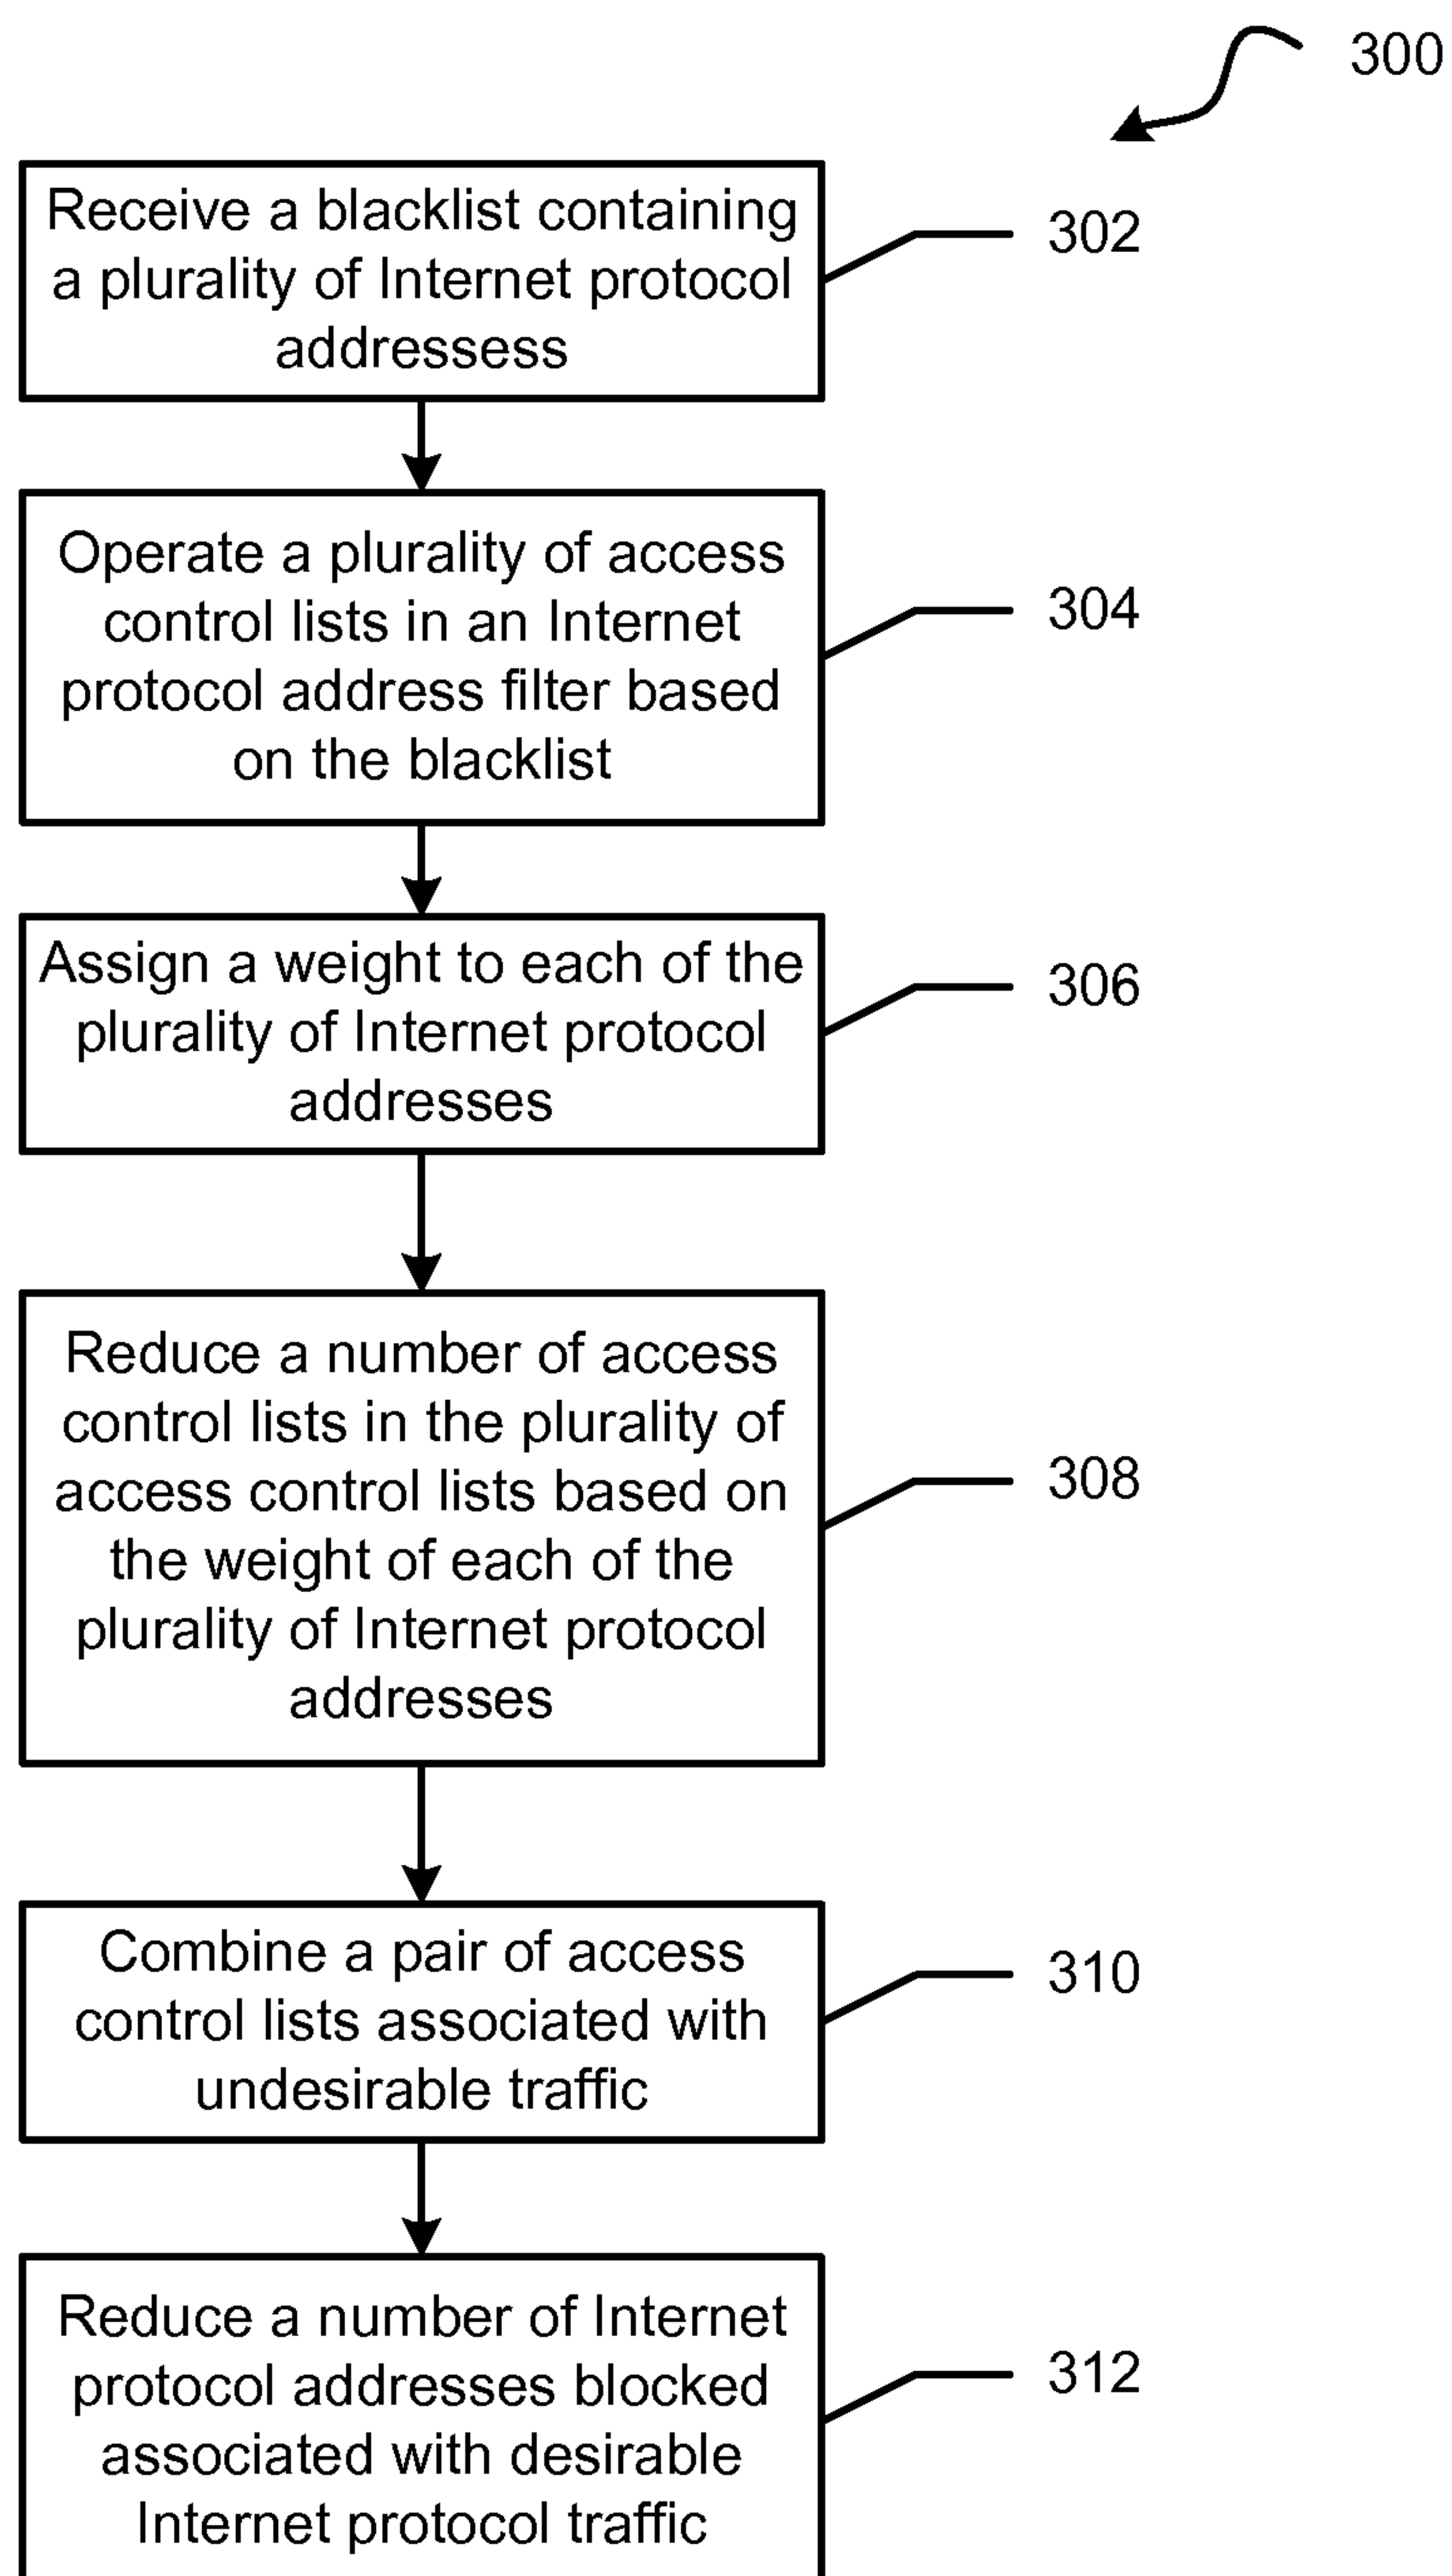 300
Receive a blacklist containing
a plurality of Internet protocol
addressess
302
Operate a plurality of access
control lists in an Internet
protocol address filter based
on the blacklist
304
Assign a weight to each of the
plurality of Internet protocol
addresses
306
Reduce a number of access
control lists in the plurality of
access control lists based on
the weight of each of the
plurality of Internet protocol
addresses
308
Combine a pair of access
control lists associated with
undesirable traffic
310
Reduce a number of Internet
protocol addresses blocked
associated with desirable
Internet protocol traffic
312